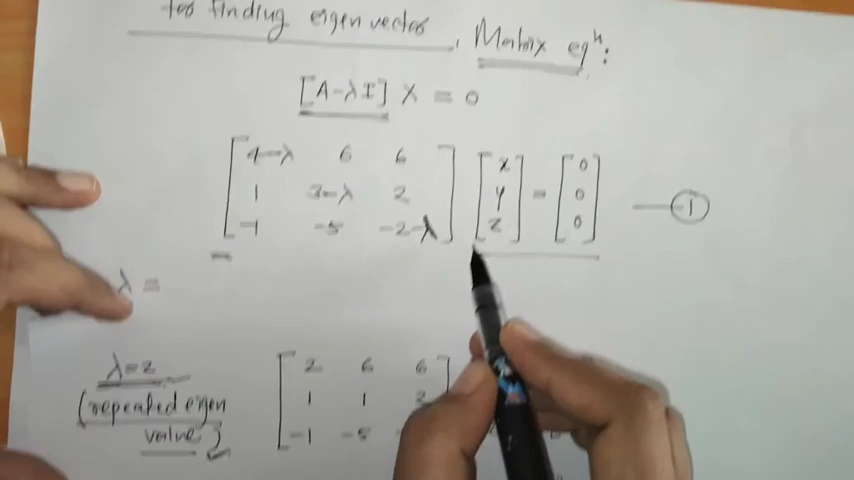 for finding eigen vector, Matrix eqⁿ:
[A-λI] X = 0
[4-λ 6 6] [x] = [0]
[1 3-λ 2] [y] [0] — ①
[-1 -5 -2-λ] [z] [0]
λ =
λ=2 [2 6 6]
(repeated eigen [1 1 2]
value) [-1 -5